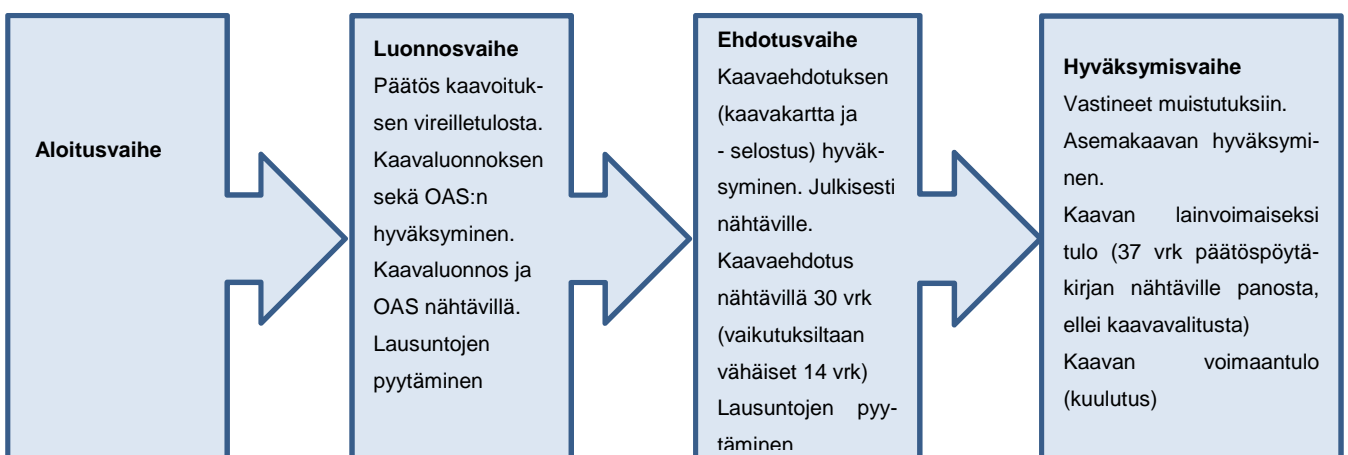 Aloitusvaihe
Luonnosvaihe
Päätös kaavoituk-
sen vireilletulosta.
Kaavaluonnoksen
sekä OAS:n
hyväksyminen.
Kaavaluonnos ja
OAS nähtävillä.
Lausuntojen
pyytäminen
Ehdotusvaihe
Kaavaehdotuksen
(kaavakartta ja
- selostus) hyväk-
syminen. Julkisesti
nähtäville.
Kaavaehdotus
nähtävillä 30 vrk
(vaikutuksiltaan
vähäiset 14 vrk)
Lausuntojen pyy-
täminen
Hyväksymisvaihe
Vastineet muistutuksiin.
Asemakaavan hyväksymi-
nen.
Kaavan lainvoimaiseksi
tulo (37 vrk päätöspöytä-
kirjan nähtäville panosta,
ellei kaavavalitusta)
Kaavan voimaantulo
(kuulutus)